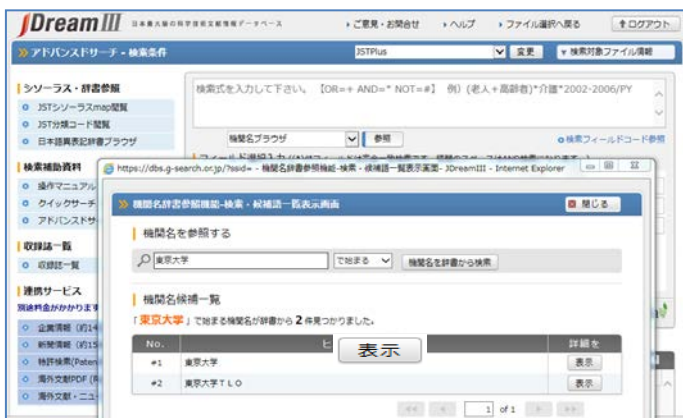 JDream III 日本最大級の科学技術文献情報データベース
ご意見・お問合せ ヘルプ ファイル選択へ戻る ログアウト
アドバンスドサーチ - 検索条件 JSTPlus 変更 検索対象ファイル情報
シソーラス・辞書参照
JSTシソーラスmap閲覧
JST分類コード閲覧
日本語異表記辞書ブラウザ
検索式を入力して下さい。 【OR=+ AND=* NOT=#】 例) (老人+高齢者)*介護*2002-2006/PY
機関名ブラウザ 参照 検索フィールドコード参照
検索補助資料
操作マニュアル
クイックサーチ
アドバンスドサ
収録誌一覧
収録誌一覧
連携サービス
別途料金がかかります
企業情報 (約14
新聞情報 (約15
特許検索(Paten
海外文献PDF (R
海外文献・ニュ
https://dbs.g-search.or.jp/?ssid= - 機関名辞書参照機能-検索・候補語一覧表示画面- JDreamIII - Internet Explorer
機関名辞書参照機能-検索・候補語一覧表示画面 閉じる
機関名を参照する
東京大学 で始まる 機関名を辞書から検索
機関名候補一覧
「東京大学」で始まる機関名が辞書から 2 件見つかりました。
No. ヒ 表示 詳細を
#1 東京大学 表示
#2 東京大学TLO 表示
1 of 1